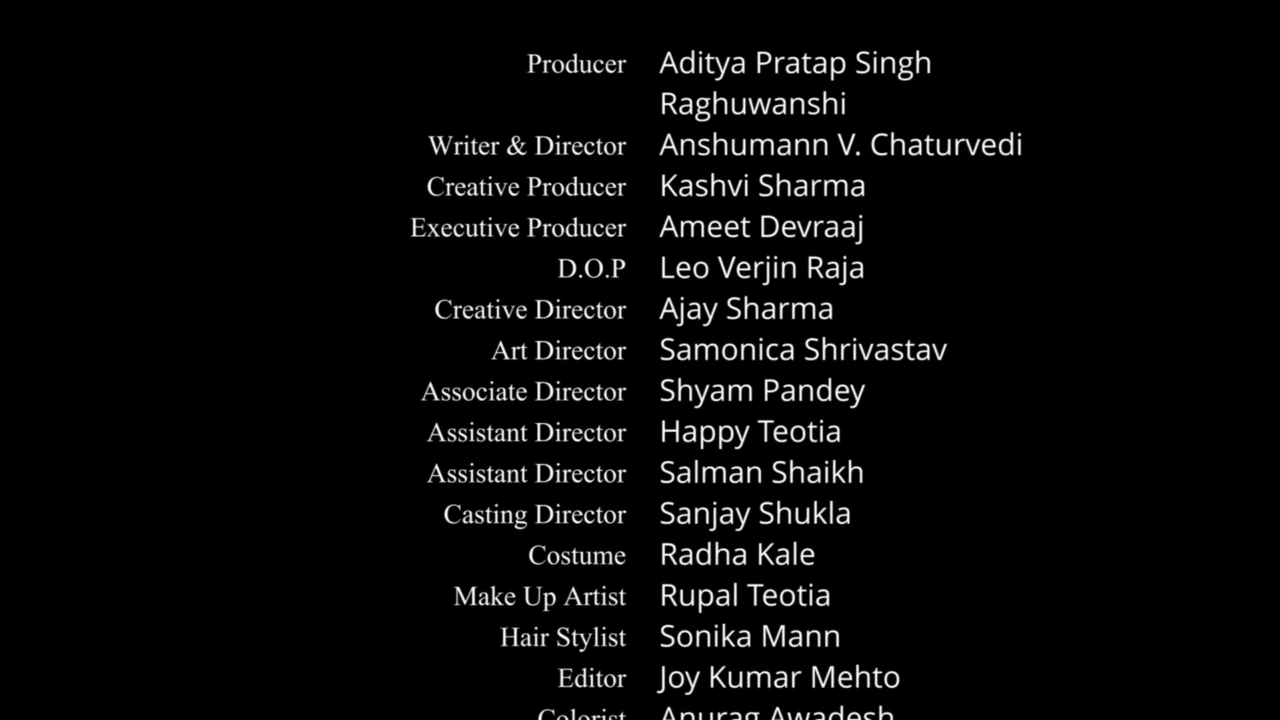 Producer Aditya Pratap Singh
Raghuwanshi
Writer & Director Anshumann V. Chaturvedi
Creative Producer Kashvi Sharma
Executive Producer Ameet Devraaj
D.O.P Leo Verjin Raja
Creative Director Ajay Sharma
Art Director Samonica Shrivastav
Associate Director Shyam Pandey
Assistant Director Happy Teotia
Assistant Director Salman Shaikh
Casting Director Sanjay Shukla
Costume Radha Kale
Make Up Artist Rupal Teotia
Hair Stylist Sonika Mann
Editor Joy Kumar Mehto
Colorist Anurag Awadesh